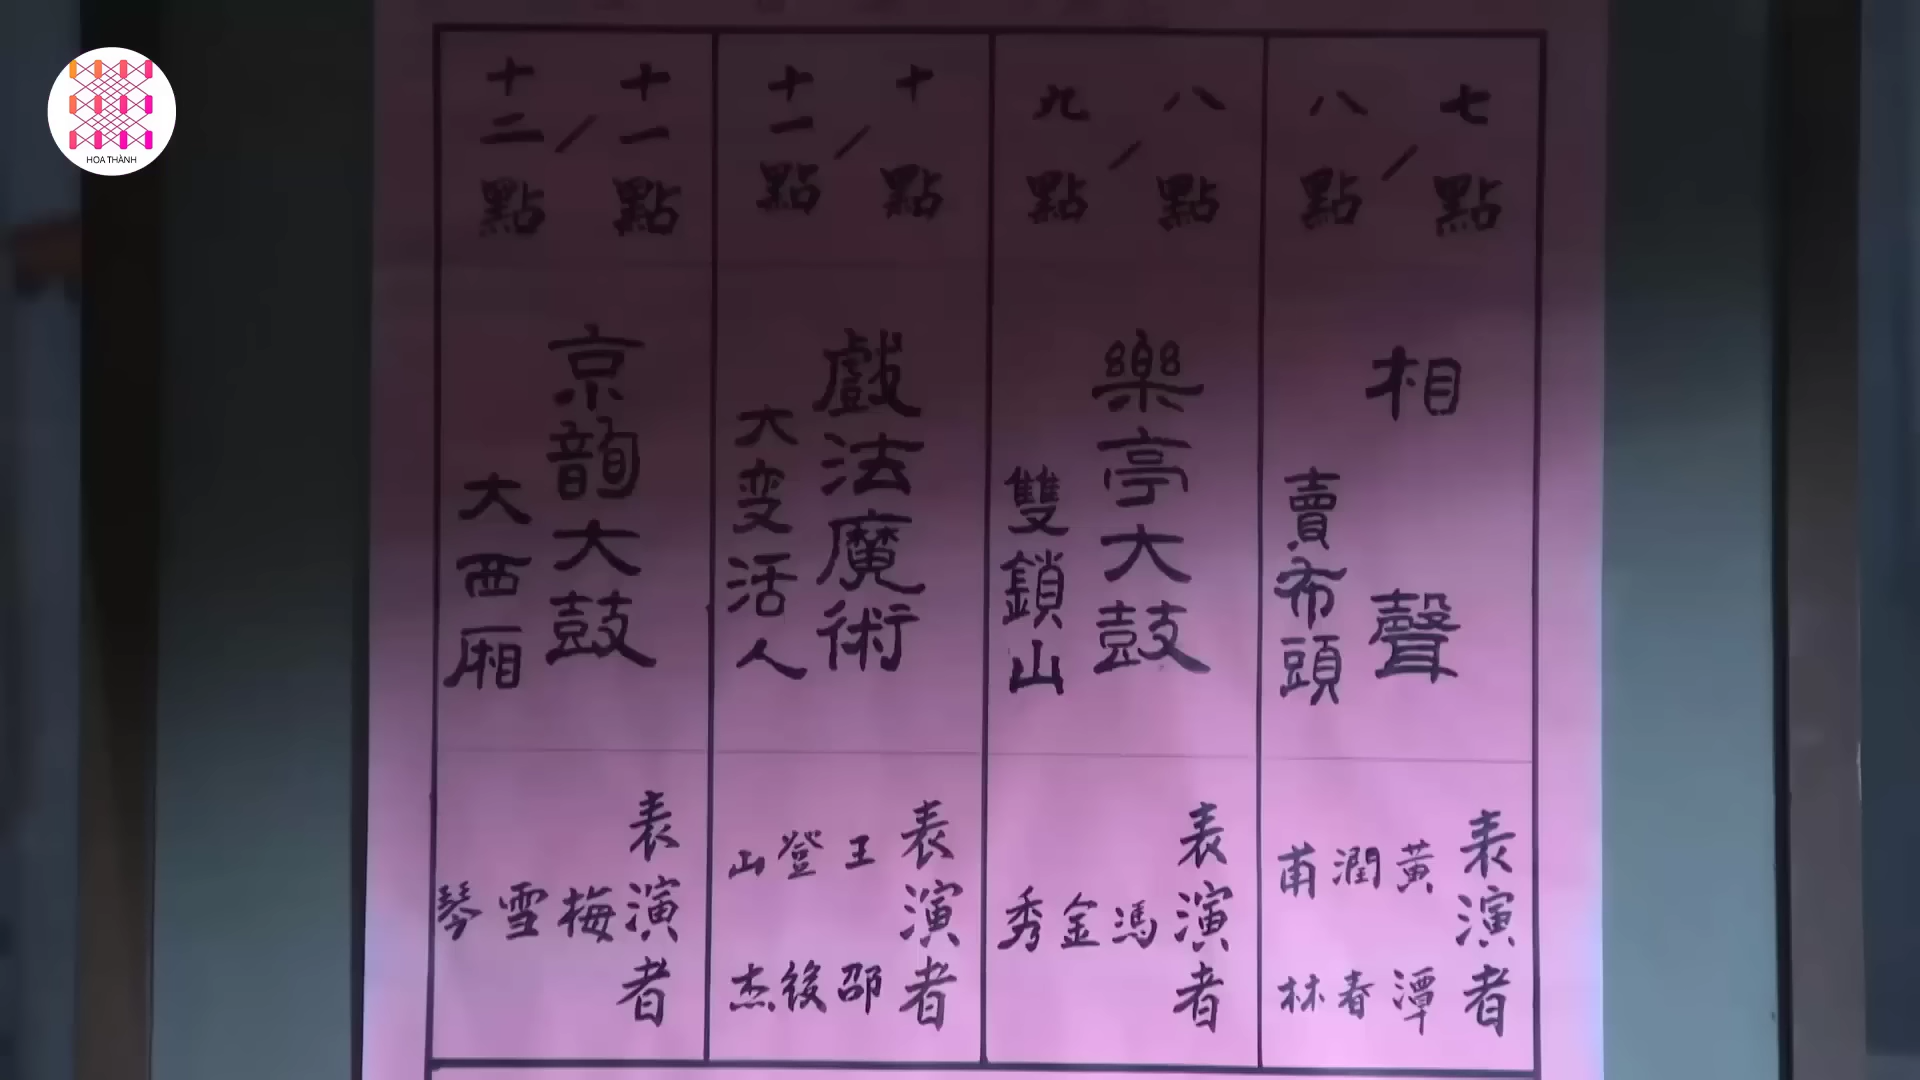 HOA THÀNH
七點/八點
相聲
賣布頭
表演者
黃潤甫
潭春林
八點/九點
樂亭大鼓
雙鎖山
表演者
馮金秀
十點/十一點
戲法魔術
大变活人
表演者
王登山
邵後杰
十一點/十二點
京韻大鼓
大西厢
表演者
梅雪琴